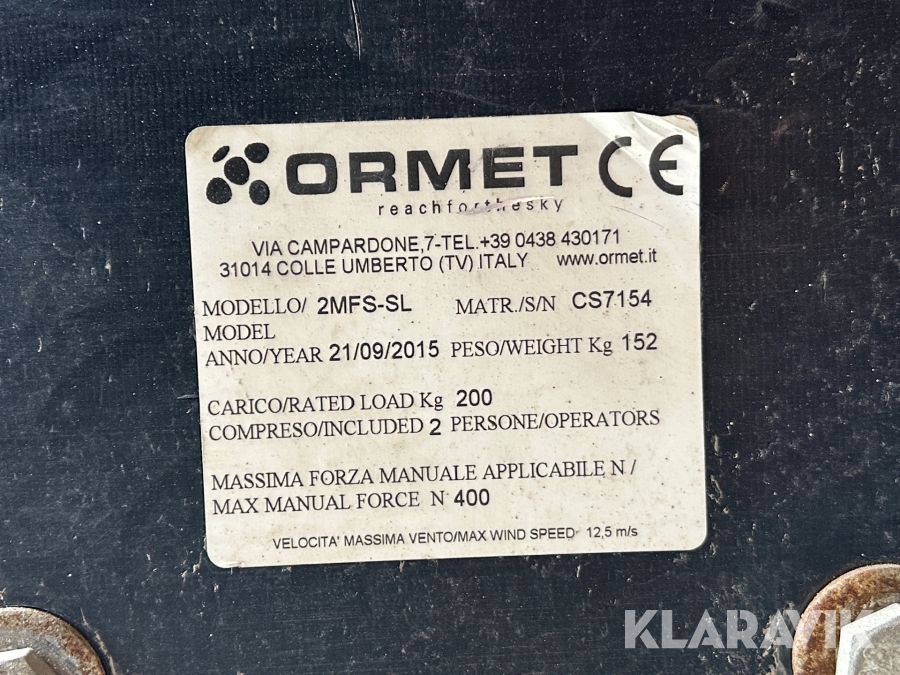 ORMET CE
reachforthesky
VIA CAMPARDONE,7-TEL.+39 0438 430171
31014 COLLE UMBERTO (TV) ITALY www.ormet.it
MODELLO/ 2MFS-SL MATR./S/N CS7154
MODEL
ANNO/YEAR 21/09/2015 PESO/WEIGHT Kg 152
CARICO/RATED LOAD Kg 200
COMPRESO/INCLUDED 2 PERSONE/OPERATORS
MASSIMA FORZA MANUALE APPLICABILE N /
MAX MANUAL FORCE N 400
VELOCITA' MASSIMA VENTO/MAX WIND SPEED 12,5 m/s
KLARAVIK